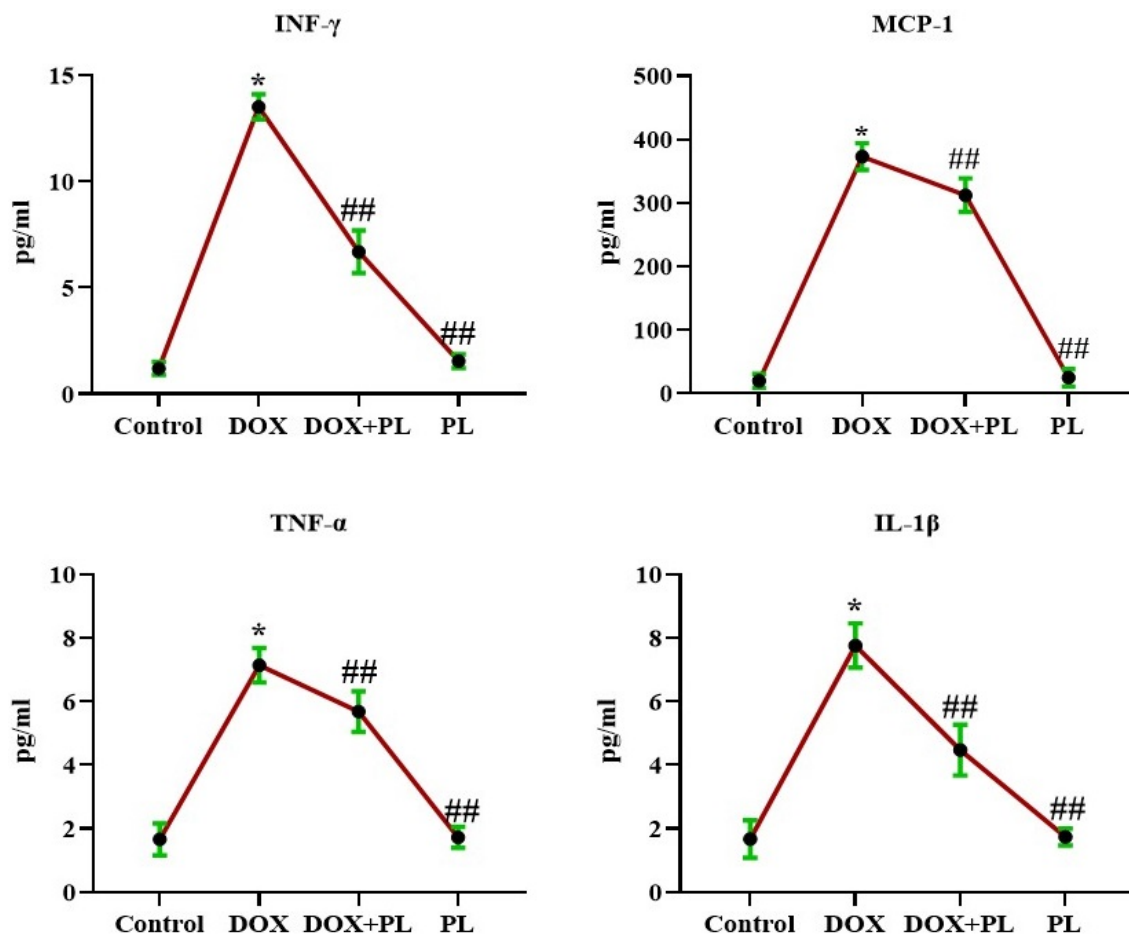 INF-γ
15
10
5
0
pg/ml
*
##
##
Control DOX DOX+PL PL
MCP-1
500
400
300
200
100
0
pg/ml
*
##
##
Control DOX DOX+PL PL
TNF-α
10
8
6
4
2
0
pg/ml
*
##
##
Control DOX DOX+PL PL
IL-1β
10
8
6
4
2
0
pg/ml
*
##
##
Control DOX DOX+PL PL